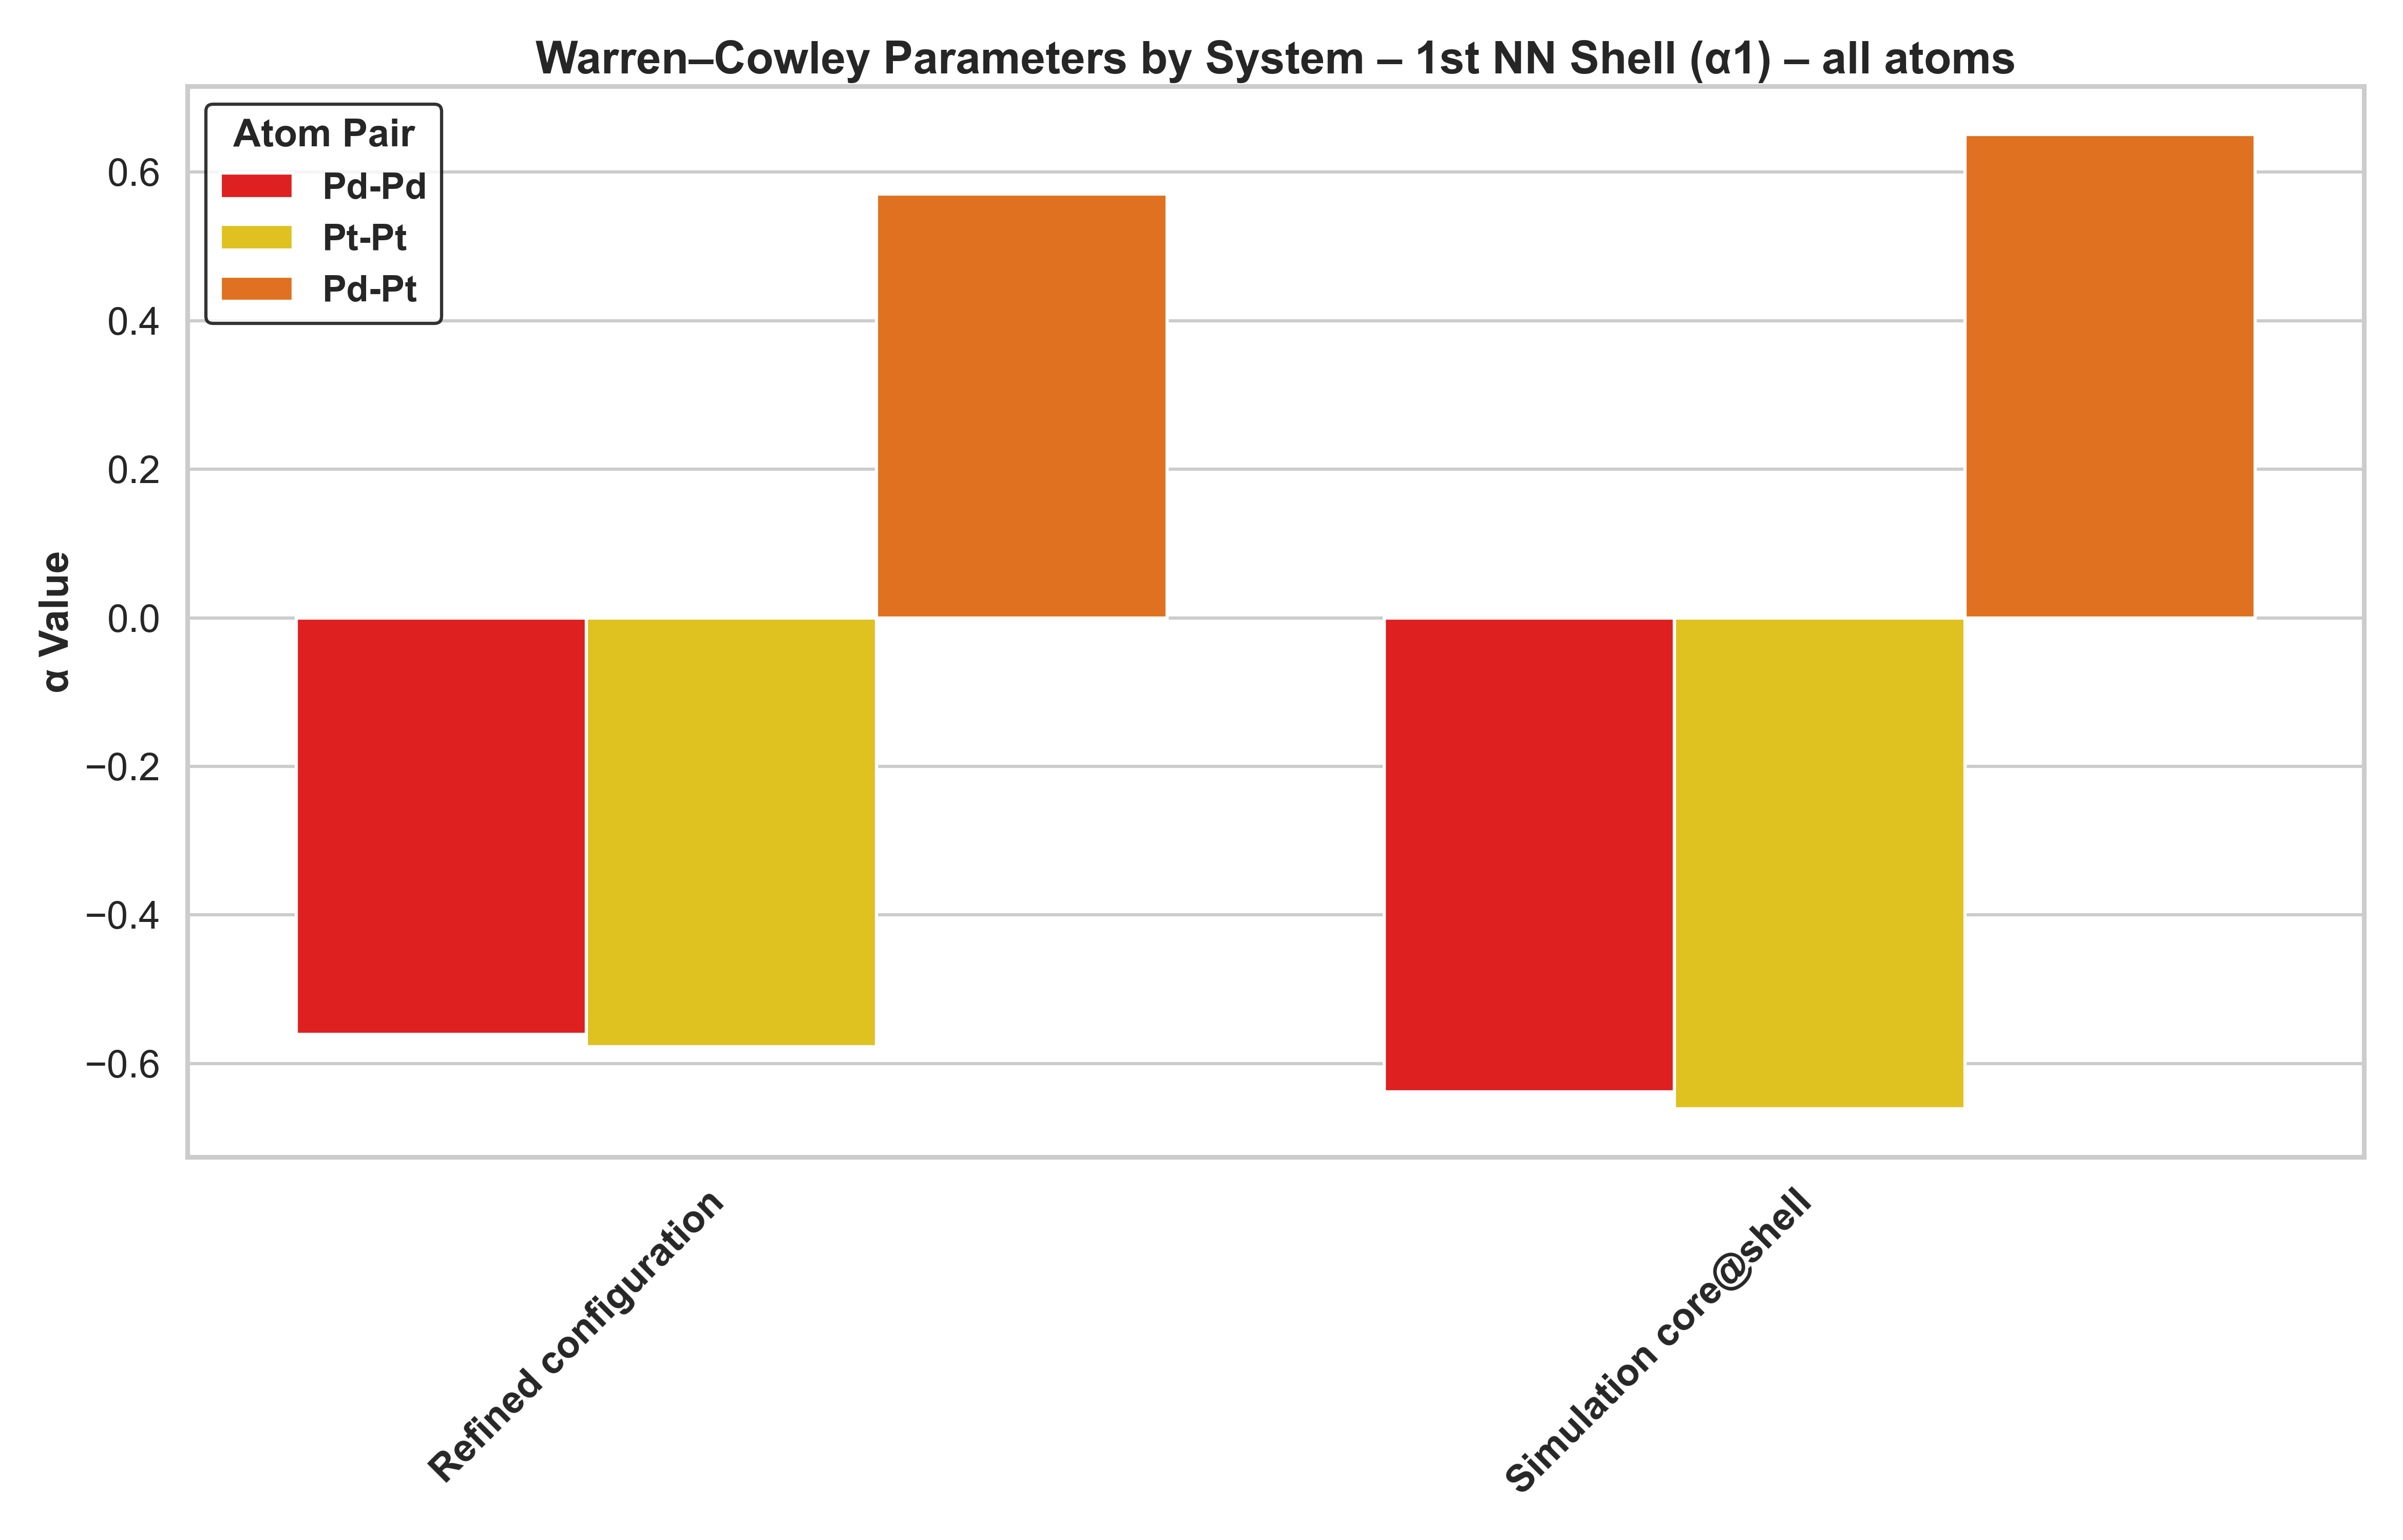 Warren–Cowley Parameters by System – 1st NN Shell (α1) – all atoms
Atom Pair
Pd-Pd
Pt-Pt
Pd-Pt
α Value
0.6
0.4
0.2
0.0
−0.2
−0.4
−0.6
Refined configuration
Simulation core@shell